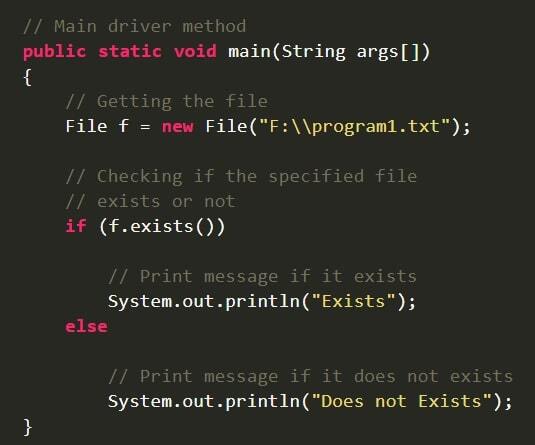 // Main driver method
public static void main(String args[])
{
    // Getting the file
    File f = new File("F:\\program1.txt");
    // Checking if the specified file
    // exists or not
    if (f.exists())
        // Print message if it exists
        System.out.println("Exists");
    else
        // Print message if it does not exists
        System.out.println("Does not Exists");
}